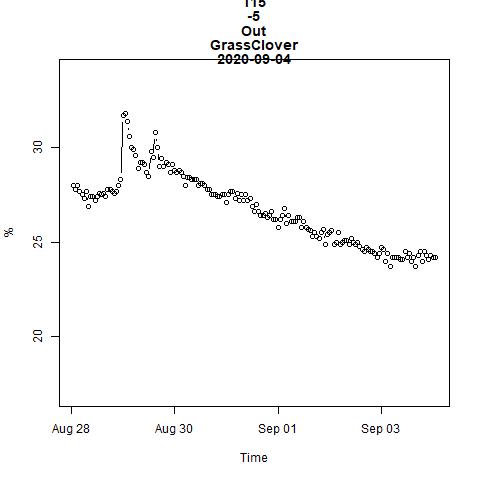 T15
-5
Out
GrassClover
2020-09-04
30
25
20
%
Aug 28
Aug 30
Sep 01
Sep 03
Time